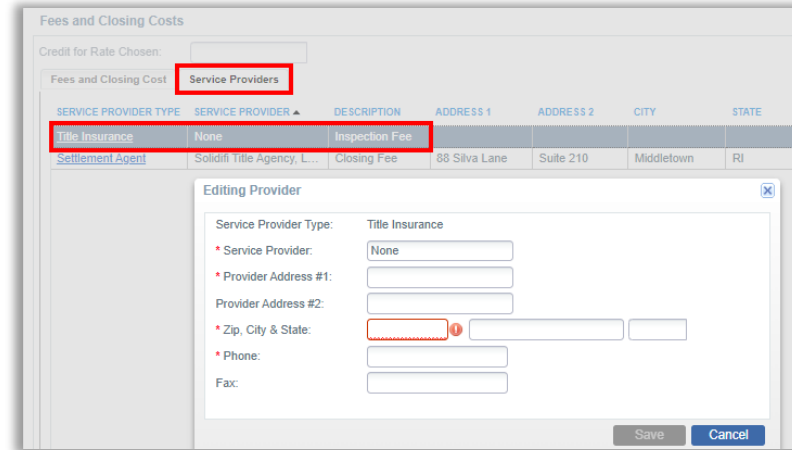 Fees and Closing Costs
Credit for Rate Chosen:
Fees and Closing Cost Service Providers
SERVICE PROVIDER TYPE SERVICE PROVIDER DESCRIPTION ADDRESS 1 ADDRESS 2 CITY STATE
Title Insurance None Inspection Fee
Settlement Agent Solidifi Title Agency, L... Closing Fee 88 Silva Lane Suite 210 Middletown RI
Editing Provider
Service Provider Type: Title Insurance
* Service Provider: None
* Provider Address #1:
Provider Address #2:
* Zip, City & State:
* Phone:
Fax:
Save Cancel